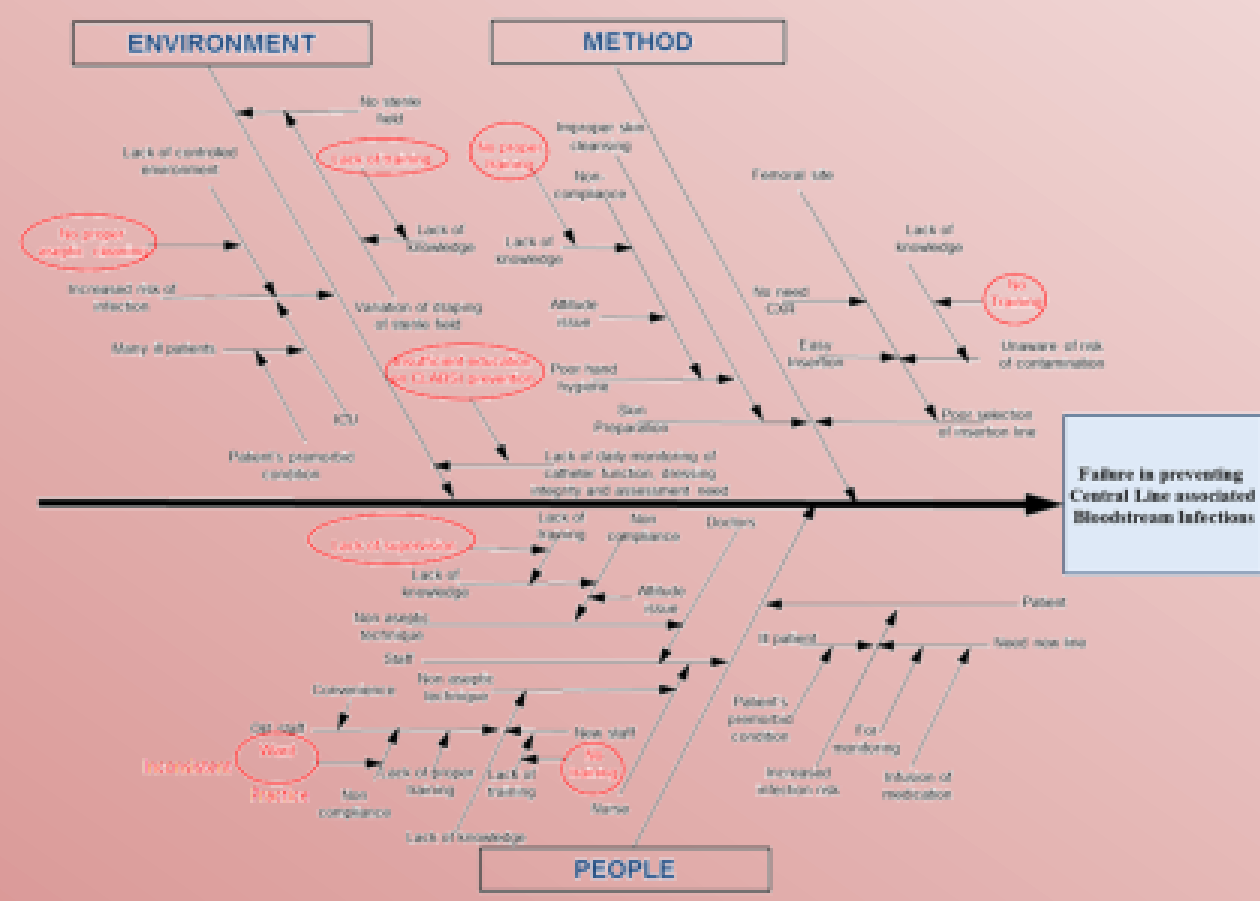 ENVIRONMENT
METHOD
No sterile
field
Lack of training
Lack of controlled
environment
No proper
Lack of
knowledge
Increased risk of
infection
Variation of draping
of sterile field
Many ill patients
ICU
Patient's premorbid
condition
Insufficient education
on CLABSI prevention
Lack of daily monitoring of
catheter function, dressing
integrity and assessment need
Improper skin
cleansing
No proper
training
Non-
compliance
Lack of
knowledge
Attitude
issue
Poor hand
hygiene
Skin
Preparation
Femoral site
Lack of
knowledge
No
Training
No need
CXR
Easy
Insertion
Unaware of risk
of contamination
Poor selection
of insertion line
Failure in preventing
Central Line associated
Bloodstream Infections
Lack of
training
Non
compliance
Doctors
Lack of supervision
Lack of
knowledge
Attitude
issue
Non aseptic
technique
Staff
Non aseptic
technique
Convenience
staff
New staff
Inconsistent
Ward
Practice
Non
compliance
Lack of proper
training
Lack of
training
No
training
Nurse
Lack of knowledge
Patient
Ill patient
Need new line
Patient's
premorbid
condition
For
monitoring
Increased
infection risk
Infusion of
medication
PEOPLE